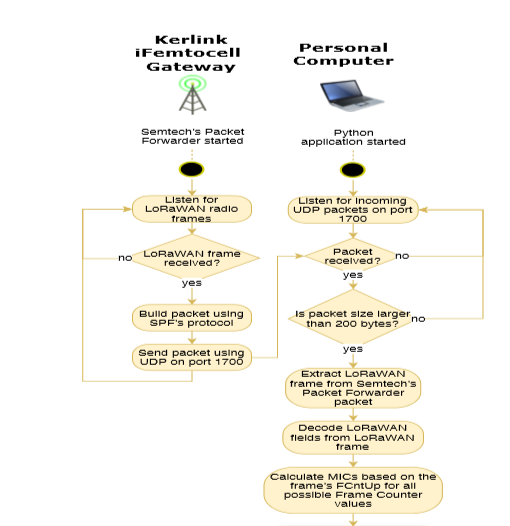 Kerlink
iFemtocell
Gateway
Semtech's Packet
Forwarder started
Listen for
LoRaWAN radio
frames
LoRaWAN frame
received?
no
yes
Build packet using
SPF's protocol
Send packet using
UDP on port 1700
Personal
Computer
Python
application started
Listen for incoming
UDP packets on port
1700
Packet
received?
no
yes
Is packet size larger
than 200 bytes?
no
yes
Extract LoRaWAN
frame from Semtech's
Packet Forwarder
packet
Decode LoRaWAN
fields from LoRaWAN
frame
Calculate MICs based on the
frame's FCntUp for all
possible Frame Counter
values